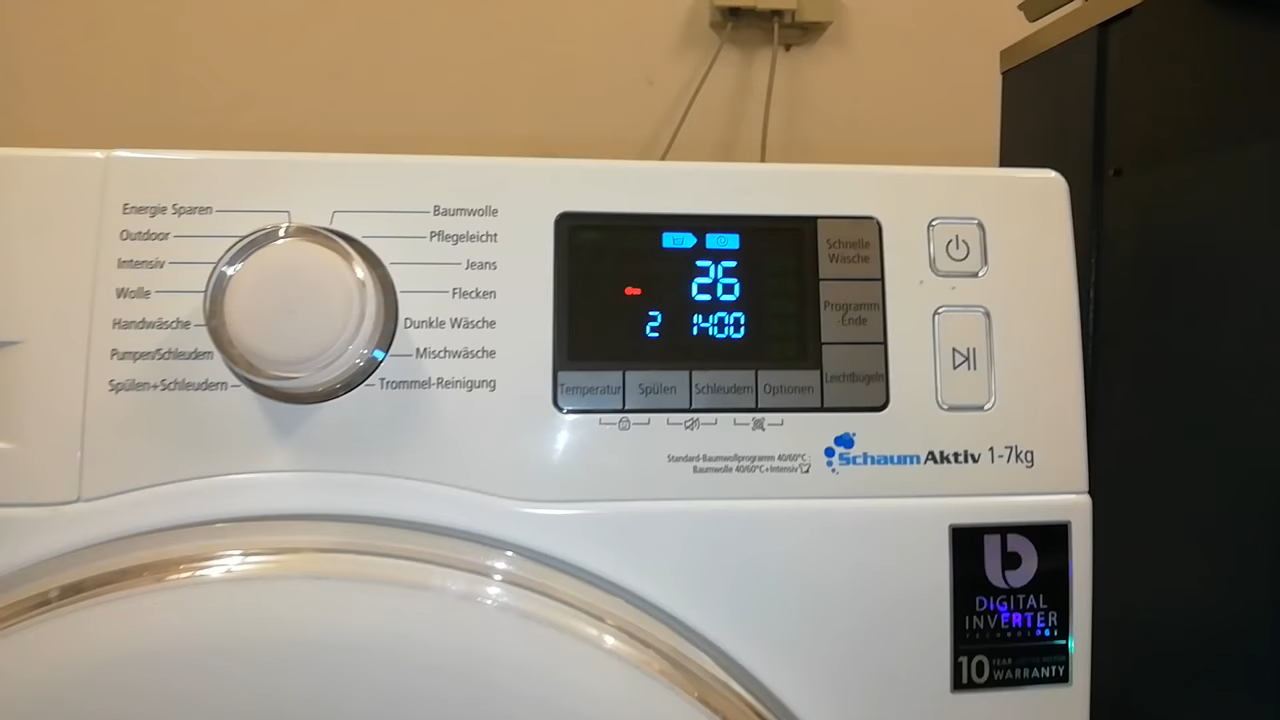 Energie Sparen
Outdoor
Intensiv
Wolle
Handwäsche
Pumpen/Schleudern
Spülen+Schleudern
Baumwolle
Pflegeleicht
Jeans
Flecken
Dunkle Wäsche
Mischwäsche
Trommel-Reinigung
26
2 1400
Schnelle
Wäsche
Programm
-Ende
Leichtbügeln
Temperatur Spülen Schleudern Optionen
Standard-Baumwollprogramm 40/60°C :
Baumwolle 40/60°C+Intensiv
Schaum Aktiv 1-7kg
DIGITAL
INVERTER
TECHNOLOGY
10 YEAR
WARRANTY